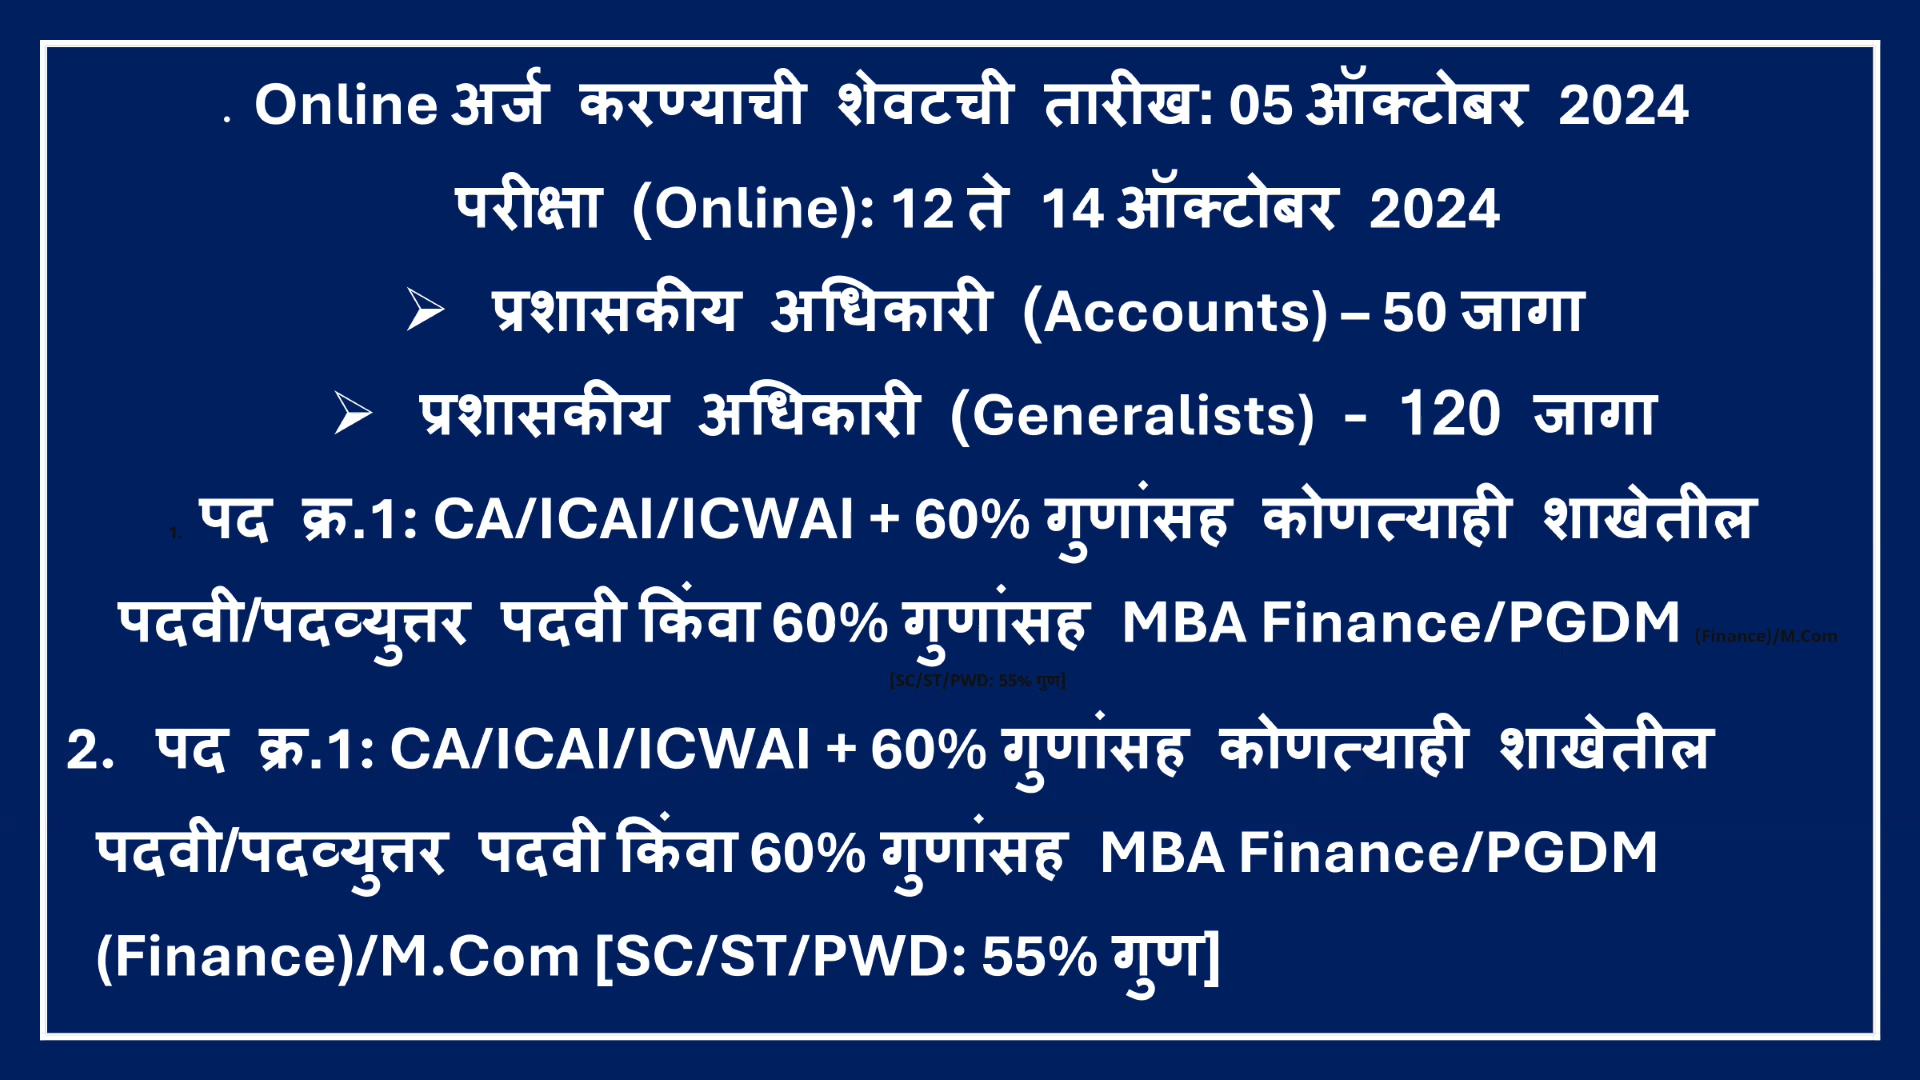 . Online अर्ज करण्याची शेवटची तारीख: 05 ऑक्टोबर 2024
परीक्षा (Online): 12 ते 14 ऑक्टोबर 2024
➢ प्रशासकीय अधिकारी (Accounts) – 50 जागा
➢ प्रशासकीय अधिकारी (Generalists) - 120 जागा
1. पद क्र.1: CA/ICAI/ICWAI + 60% गुणांसह कोणत्याही शाखेतील
पदवी/पदव्युत्तर पदवी किंवा 60% गुणांसह MBA Finance/PGDM (Finance)/M.Com
[SC/ST/PWD: 55% गुण]
2. पद क्र.1: CA/ICAI/ICWAI + 60% गुणांसह कोणत्याही शाखेतील
पदवी/पदव्युत्तर पदवी किंवा 60% गुणांसह MBA Finance/PGDM
(Finance)/M.Com [SC/ST/PWD: 55% गुण]